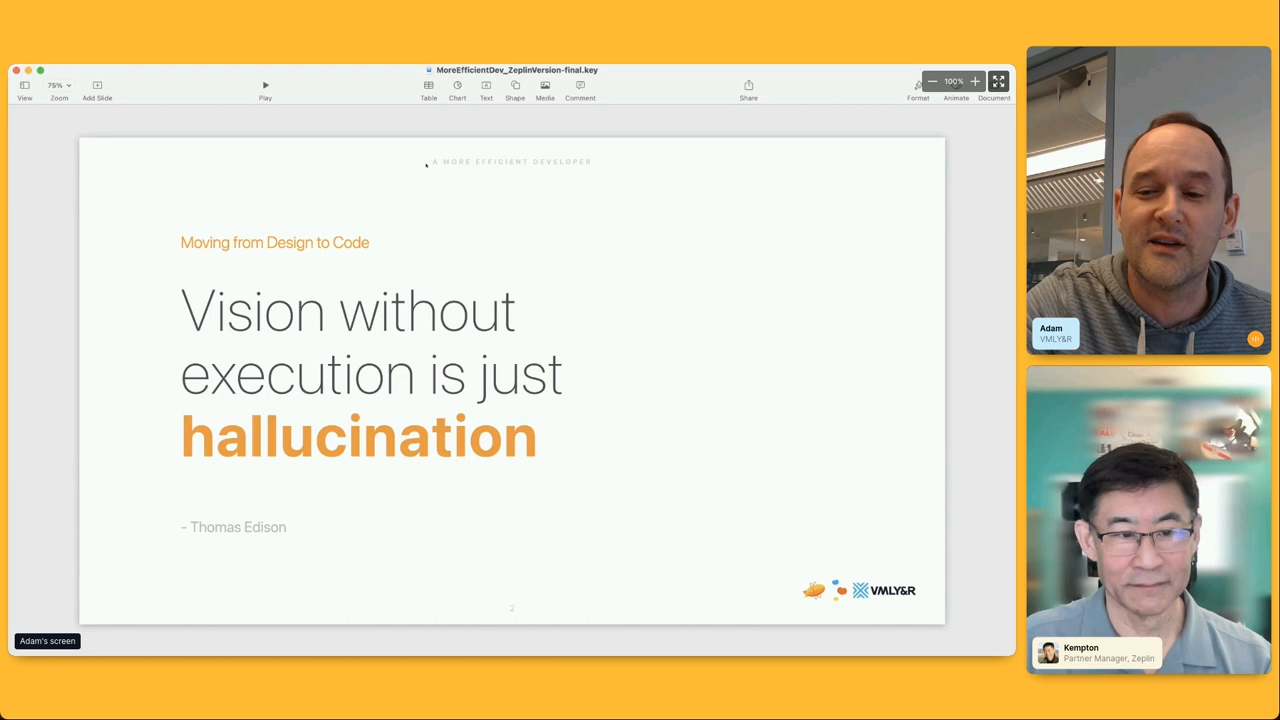 MoreEfficientDev_ZeplinVersion-final.key
75%
100%
View
Zoom
Add Slide
Play
Table
Chart
Text
Shape
Media
Comment
Share
Format
Animate
Document
A MORE EFFICIENT DEVELOPER
Moving from Design to Code
Vision without
execution is just
hallucination
– Thomas Edison
VMLY&R
2
Adam's screen
Adam
VMLY&R
Kempton
Partner Manager, Zeplin